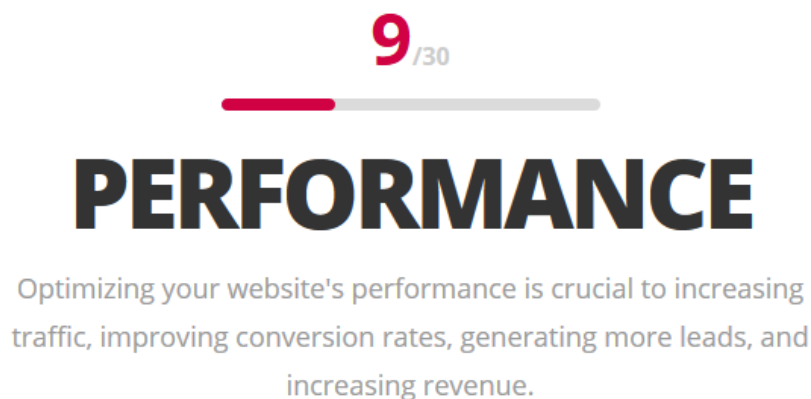 9/30
PERFORMANCE
Optimizing your website's performance is crucial to increasing
traffic, improving conversion rates, generating more leads, and
increasing revenue.